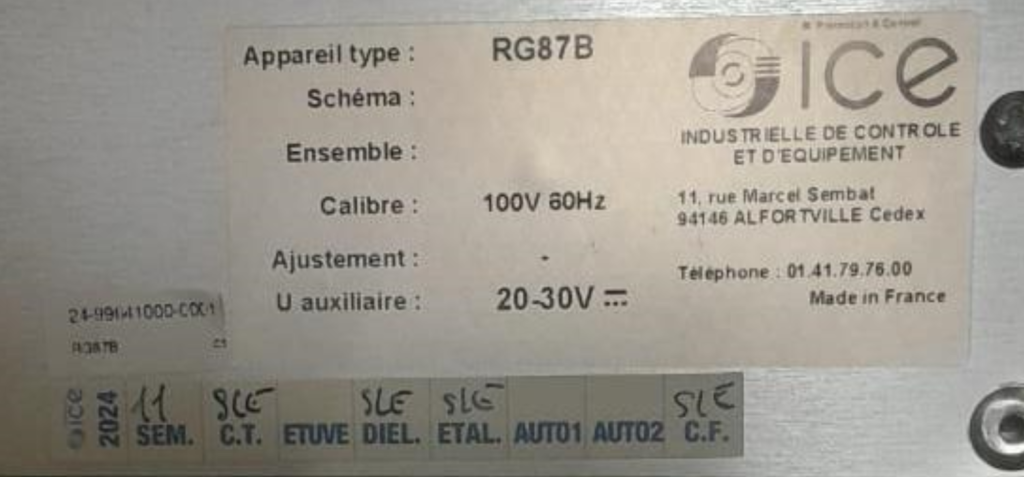 Protection & Control
ice
INDUSTRIELLE DE CONTROLE
ET D'EQUIPEMENT
Appareil type : RG87B
Schéma :
Ensemble :
Calibre : 100V 60Hz
Ajustement : -
U auxiliaire : 20-30V ⎓
11, rue Marcel Sembat
94146 ALFORTVILLE Cedex
Téléphone : 01.41.79.76.00
Made in France
RG87B
ice 2024
11 SEM.
SLE C.T.
ETUVE
SLE DIEL.
SLE ETAL.
AUTO1
AUTO2
SLE C.F.